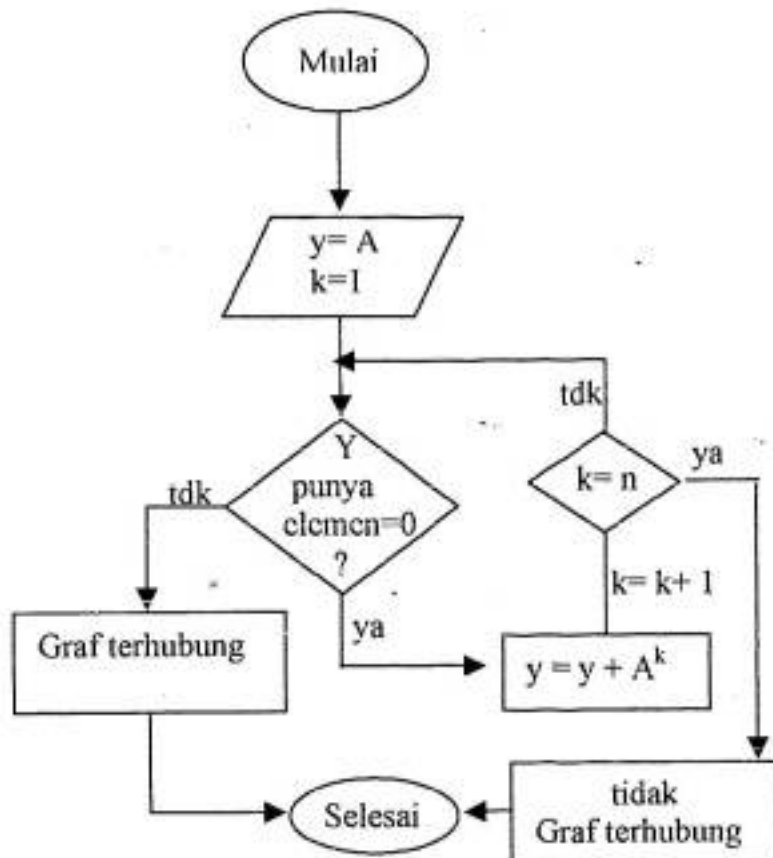 Mulai
y= A
k=1
tdk
Y
punya
elemen=0
?
tdk
k= n
ya
k= k+ 1
ya
Graf terhubung
y = y + A^k
Selesai
tidak
Graf terhubung